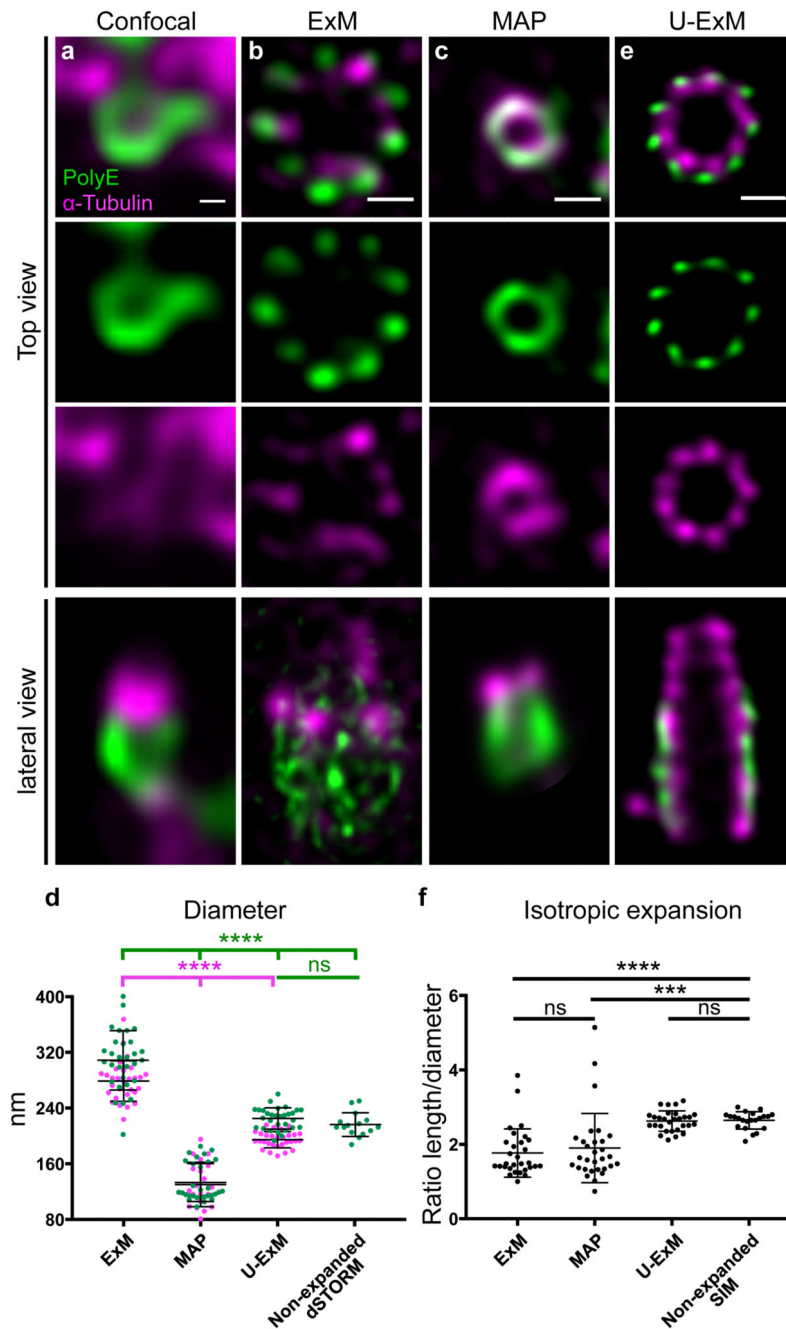 Confocal ExM MAP U-ExM
a b c e
PolyE
α-Tubulin
Top view
lateral view
d f
Diameter Isotropic expansion
****
**** ns
400
320
240
160
80
nm
ExM
MAP
U-ExM
Non-expanded
dSTORM
****
***
ns ns
6
4
2
0
Ratio length/diameter
ExM
MAP
U-ExM
Non-expanded
SIM